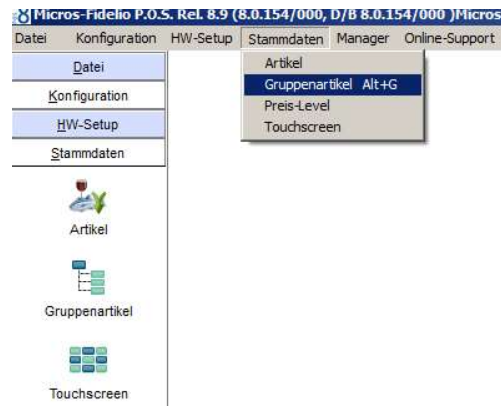 Micros-Fidelio P.O.S. Rel. 8.9 (8.0.154/000, D/B 8.0.154/000 )Micros
Datei Konfiguration HW-Setup Stammdaten Manager Online-Support
Datei
Konfiguration
HW-Setup
Stammdaten
Artikel
Gruppenartikel Alt+G
Preis-Level
Touchscreen
Artikel
Gruppenartikel
Touchscreen